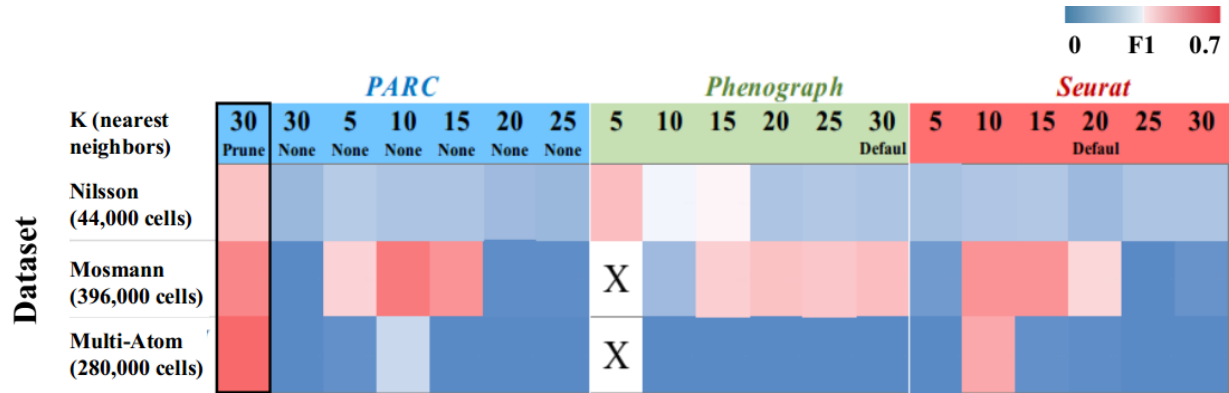 0 F1 0.7
PARC Phenograph Seurat
K (nearest neighbors) 30 30 5 10 15 20 25 5 10 15 20 25 30 5 10 15 20 25 30
Prune None None None None None None Defaul Defaul
Dataset
Nilsson
(44,000 cells)
Mosmann
(396,000 cells)
X
Multi-Atom
(280,000 cells)
X